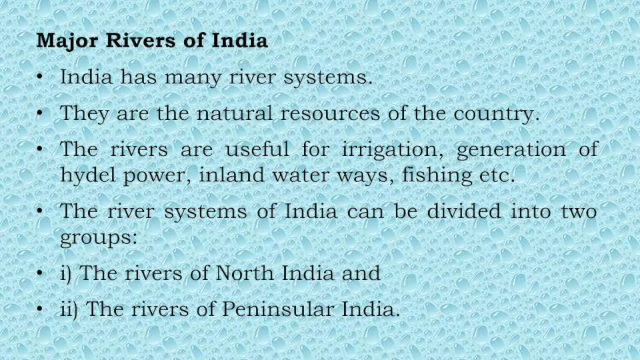 Major Rivers of India
• India has many river systems.
• They are the natural resources of the country.
• The rivers are useful for irrigation, generation of
hydel power, inland water ways, fishing etc.
• The river systems of India can be divided into two
groups:
• i) The rivers of North India and
• ii) The rivers of Peninsular India.